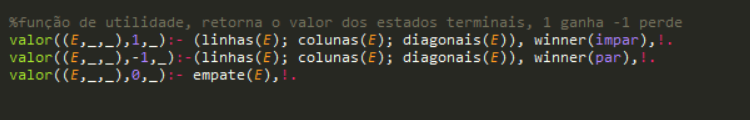 %função de utilidade, retorna o valor dos estados terminais, 1 ganha -1 perde
valor((E,_,_),1,_):- (linhas(E); colunas(E); diagonais(E)), winner(impar),!.
valor((E,_,_),-1,_):-(linhas(E); colunas(E); diagonais(E)), winner(par),!.
valor((E,_,_),0,_):- empate(E),!.